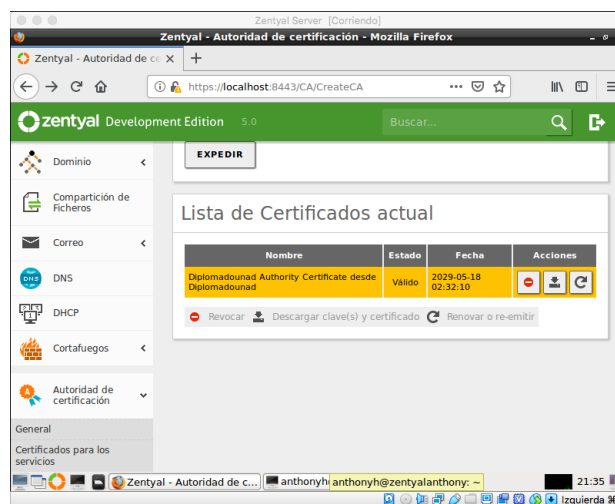 Zentyal Server [Corriendo]
Zentyal - Autoridad de certificación - Mozilla Firefox
Zentyal - Autoridad de ce
https://localhost:8443/CA/CreateCA
zentyal Development Edition 5.0
Buscar...
Dominio
Compartición de
Ficheros
Correo
DNS
DHCP
Cortafuegos
Autoridad de
certificación
General
Certificados para los
servicios
EXPEDIR
Lista de Certificados actual
Nombre Estado Fecha Acciones
Diplomadounad Authority Certificate desde
Diplomadounad
Válido
2029-05-18
02:32:10
Revocar Descargar clave(s) y certificado Renovar o re-emitir
Zentyal - Autoridad de c... anthonyh anthonyh@zentyalanthony: ~ 21:35
Izquierda ⌘